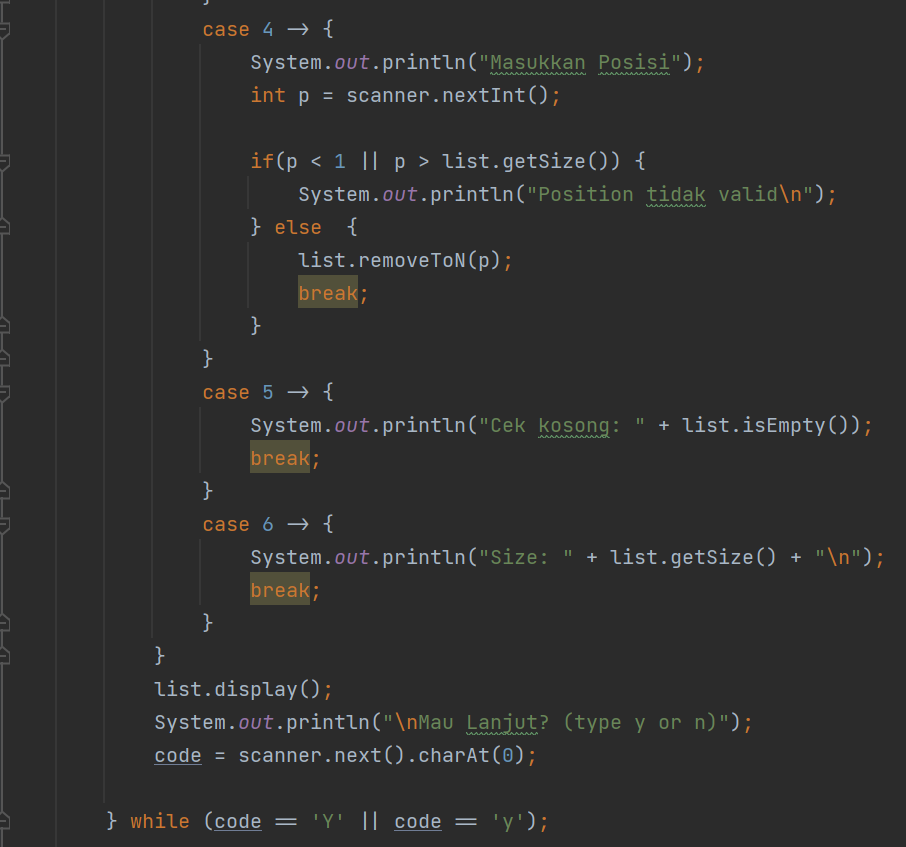 }
case 4 -> {
System.out.println("Masukkan Posisi");
int p = scanner.nextInt();
if(p < 1 || p > list.getSize()) {
System.out.println("Position tidak valid\n");
} else  {
list.removeToN(p);
break;
}
}
case 5 -> {
System.out.println("Cek kosong: " + list.isEmpty());
break;
}
case 6 -> {
System.out.println("Size: " + list.getSize() + "\n");
break;
}
}
list.display();
System.out.println("\nMau Lanjut? (type y or n)");
code = scanner.next().charAt(0);
} while (code == 'Y' || code == 'y');